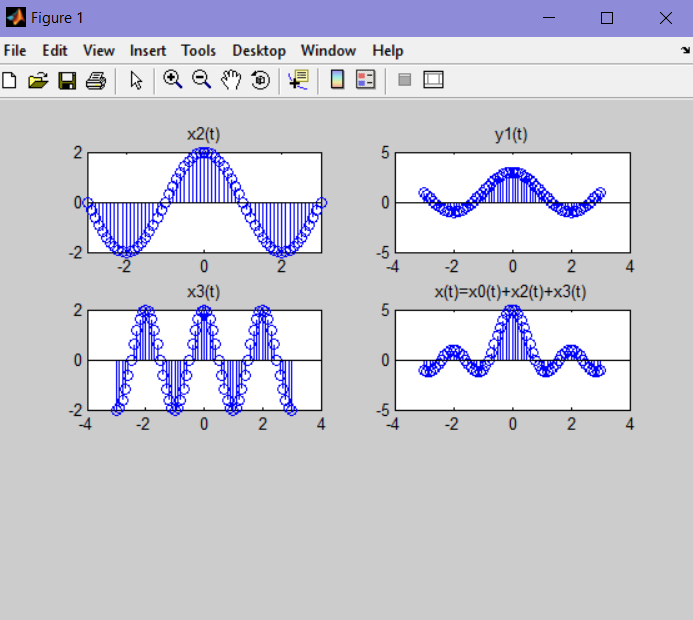 Figure 1
File Edit View Insert Tools Desktop Window Help
x2(t)
2
0
-2
-2 0 2
y1(t)
5
0
-5
-4 -2 0 2 4
x3(t)
2
0
-2
-4 -2 0 2 4
x(t)=x0(t)+x2(t)+x3(t)
5
0
-5
-4 -2 0 2 4